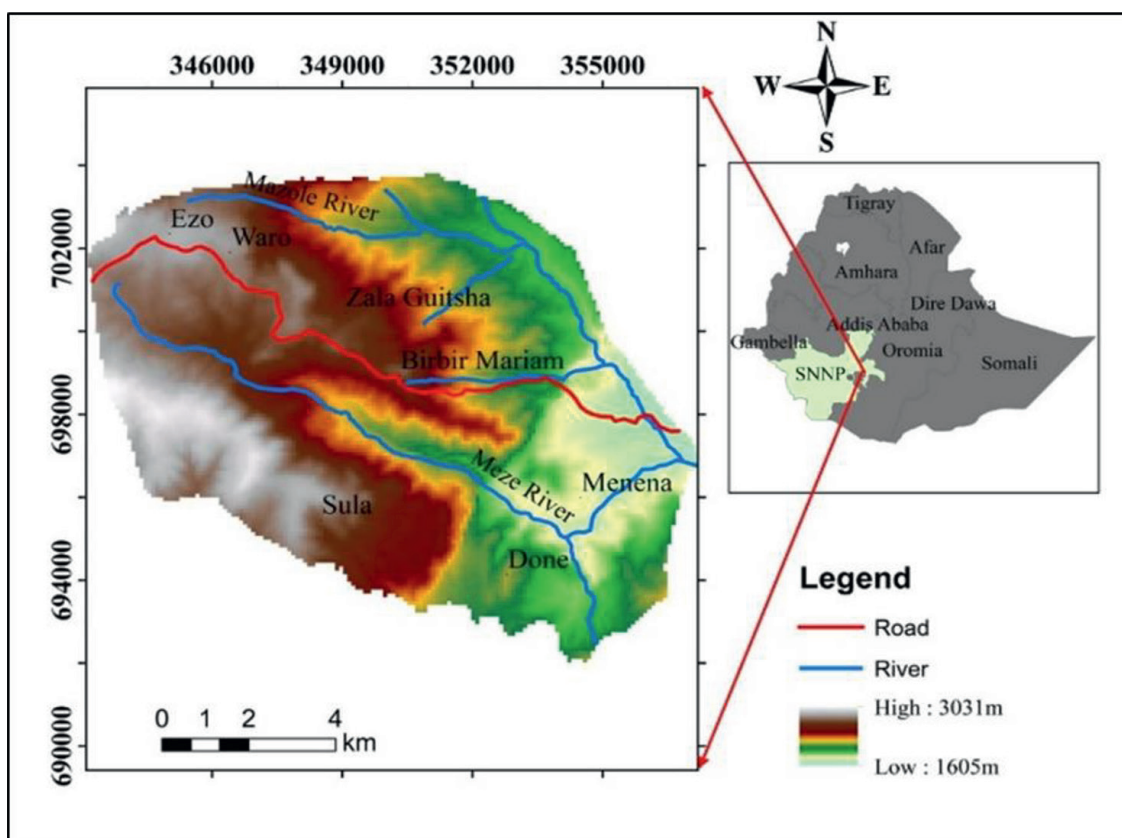 N
W E
S
346000 349000 352000 355000
702000
698000
694000
690000
Mazole River
Ezo
Waro
Zala Guitsha
Birbir Mariam
Meze River
Menena
Sula
Done
0 1 2 4
km
Tigray
Afar
Amhara
Dire Dawa
Addis Ababa
Gambella
Oromia
SNNP
Somali
Legend
Road
River
High : 3031m
Low : 1605m